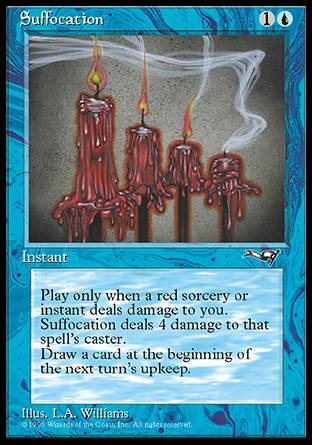 Suffocation 1
Instant
Play only when a red sorcery or
instant deals damage to you.
Suffocation deals 4 damage to that
spell's caster.
Draw a card at the beginning of
the next turn's upkeep.
Illus. L.A. Williams
© 1996 Wizards of the Coast, Inc. All rights reserved.